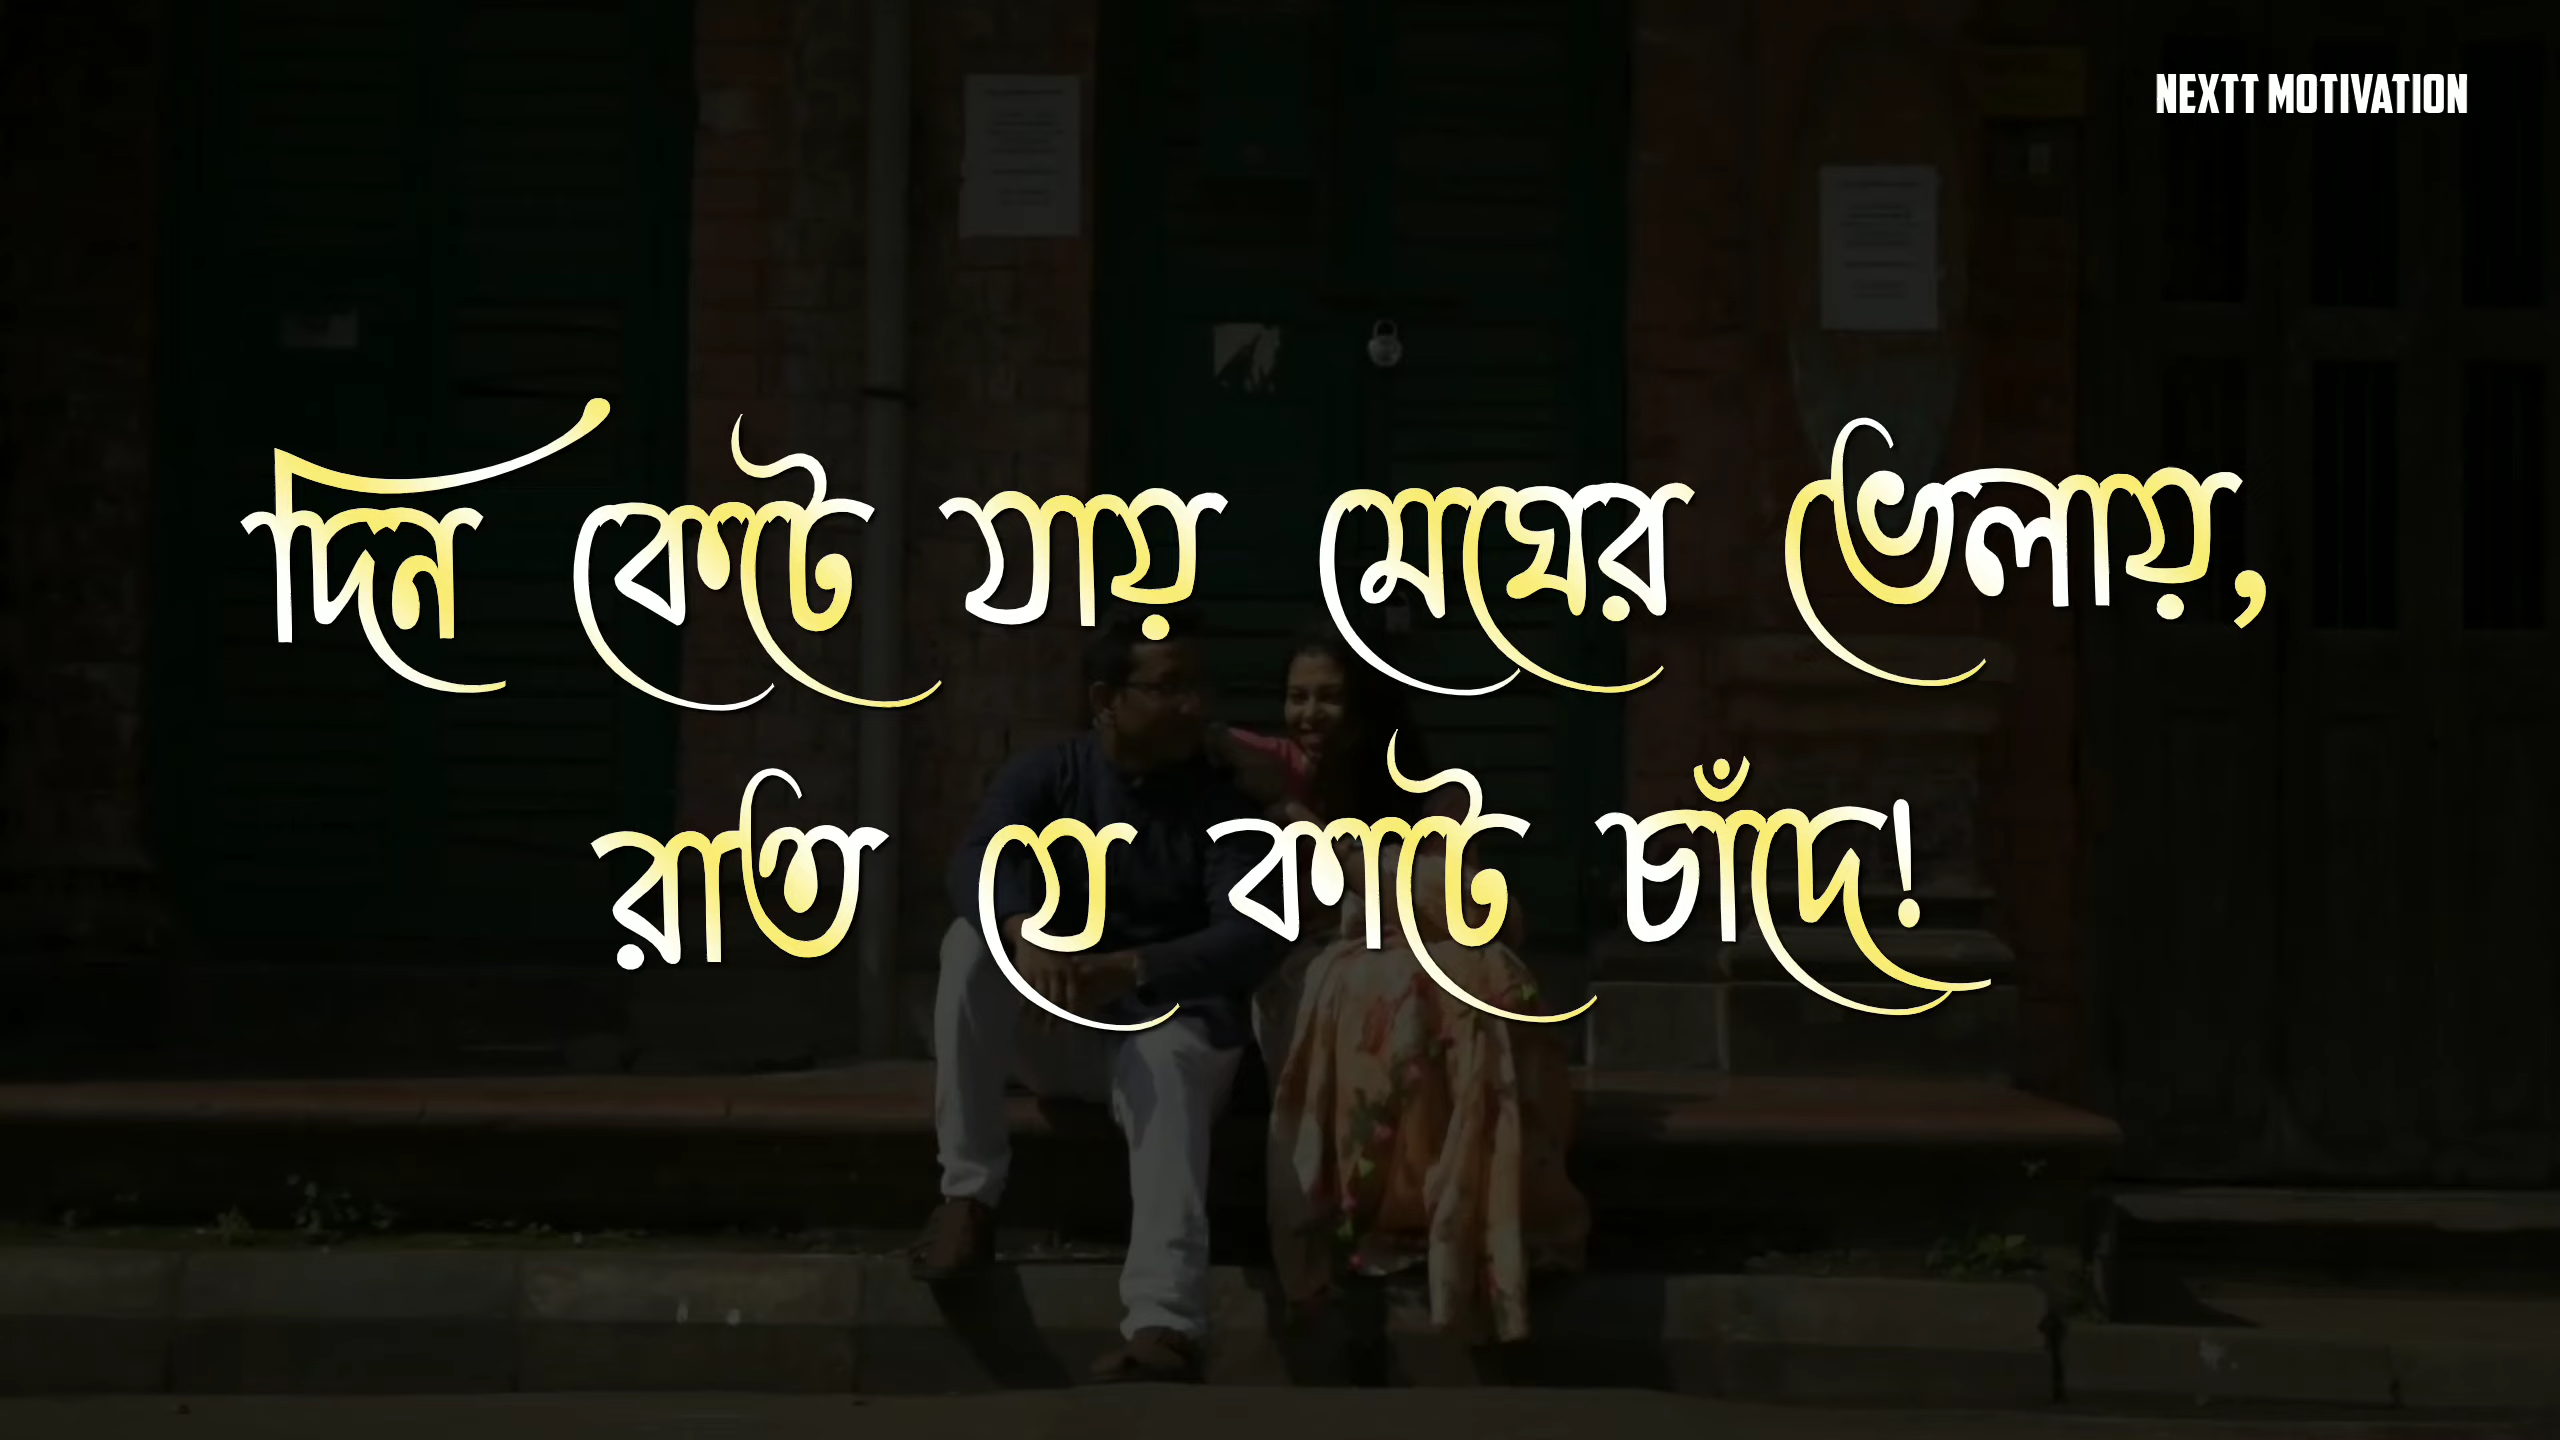 NEXTT MOTIVATION
দিন কেটে যায় মেঘের ভেলায়,
রাত যে কাটে চাঁদে!